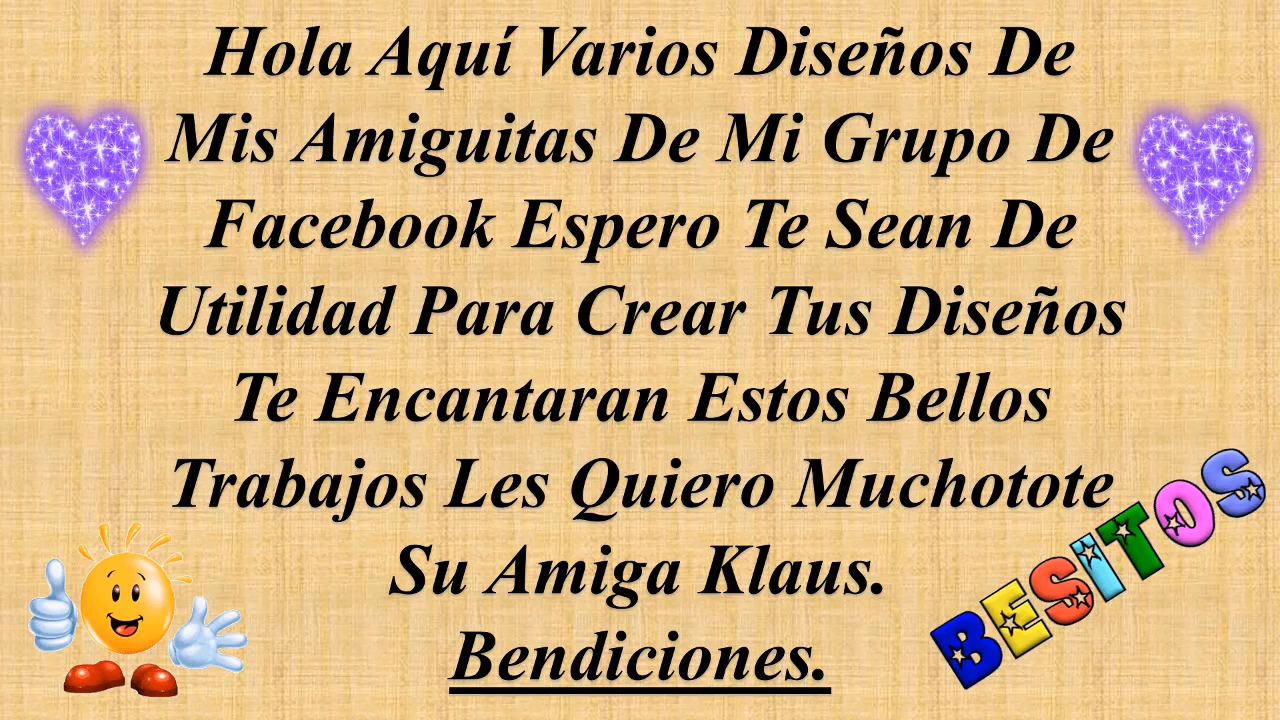 Hola Aquí Varios Diseños De
Mis Amiguitas De Mi Grupo De
Facebook Espero Te Sean De
Utilidad Para Crear Tus Diseños
Te Encantaran Estos Bellos
Trabajos Les Quiero Muchotote
Su Amiga Klaus.
Bendiciones.
BESITOS